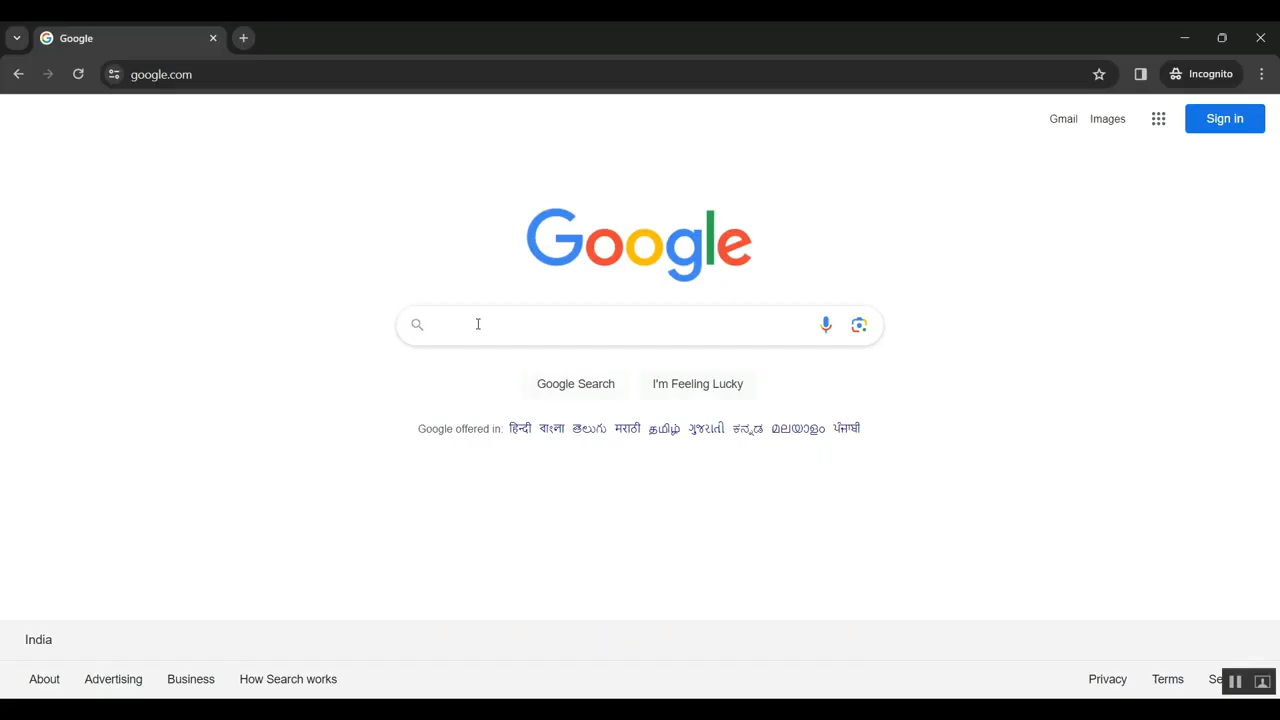 Google
google.com
Incognito
Gmail Images Sign in
Google
Google Search I'm Feeling Lucky
Google offered in: हिन्दी বাংলা తెలుగు मराठी தமிழ் ગુજરાતી ಕನ್ನಡ മലയാളം ਪੰਜਾਬੀ
India
About Advertising Business How Search works Privacy Terms Se